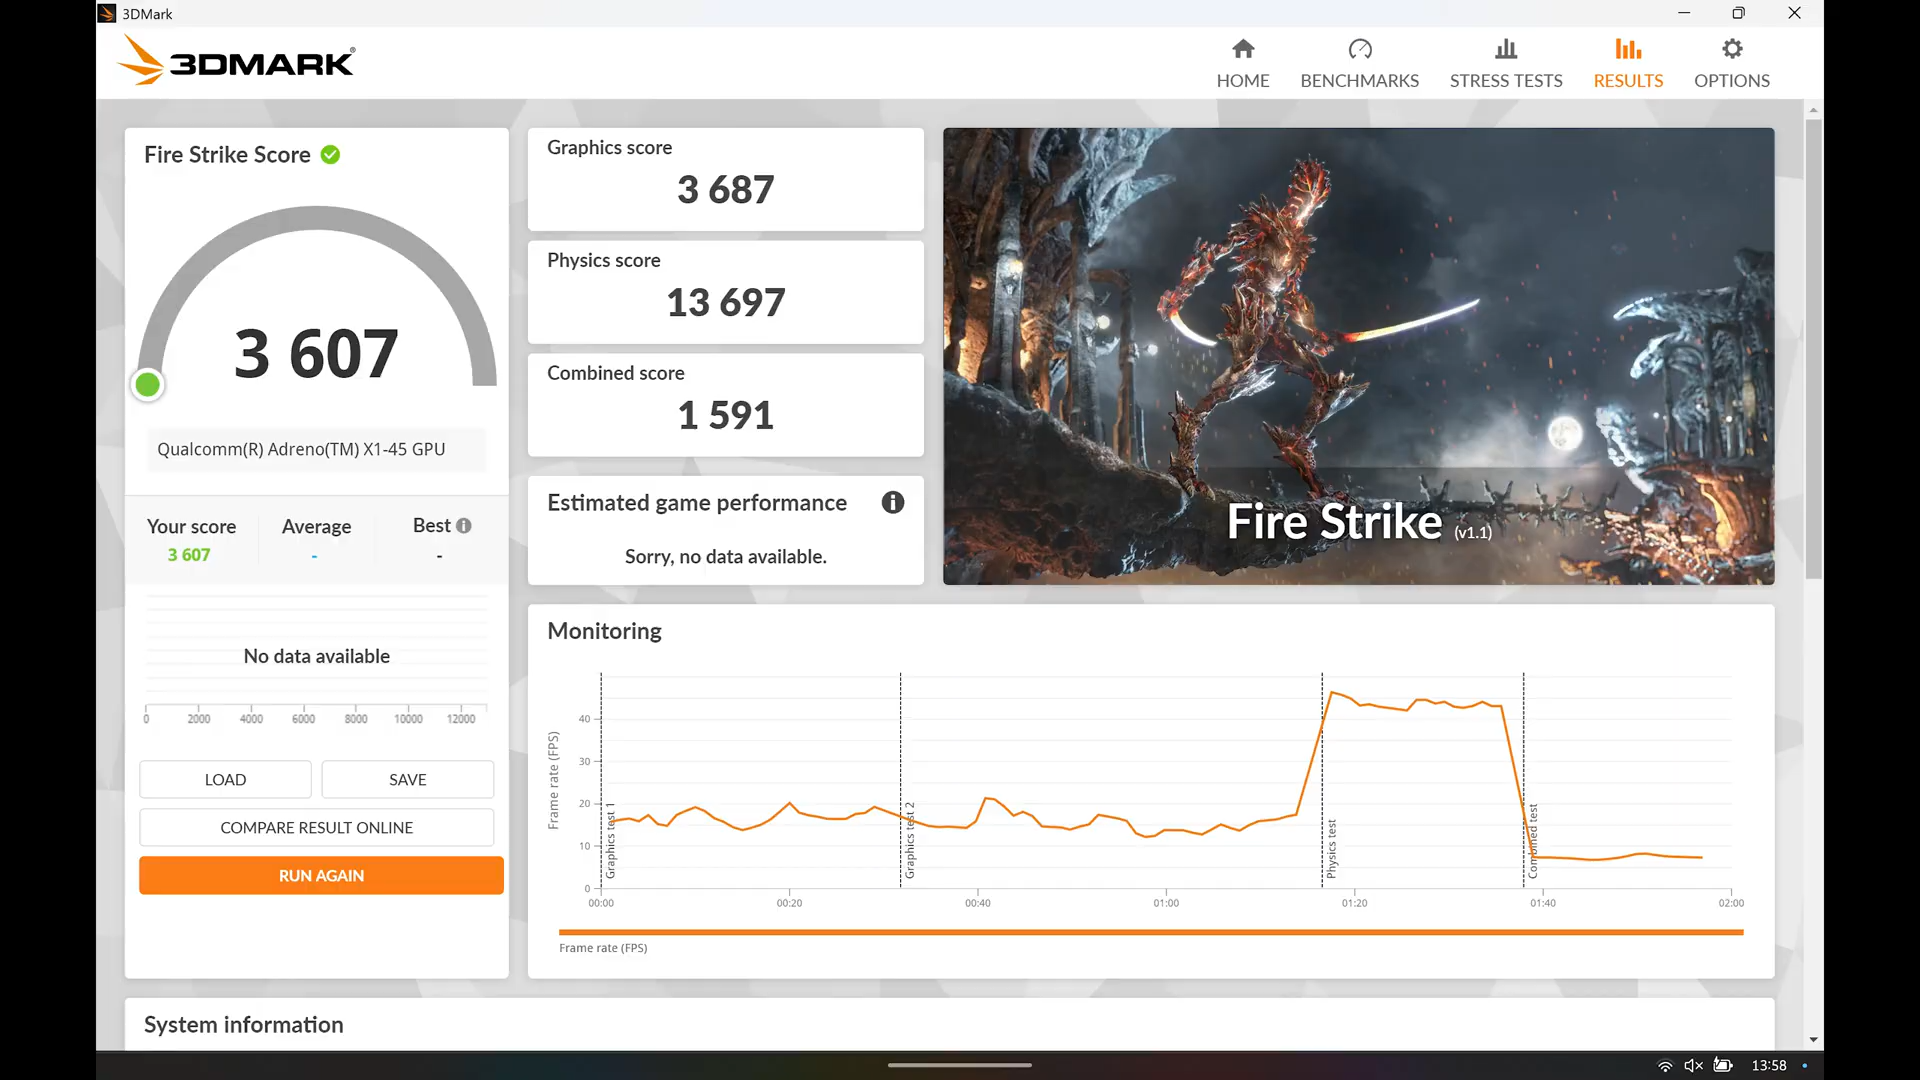 3DMark
3DMARK®
HOME
BENCHMARKS
STRESS TESTS
RESULTS
OPTIONS
Fire Strike Score
3 607
Qualcomm(R) Adreno(TM) X1-45 GPU
Your score
3 607
Average
-
Best
-
No data available
0 2000 4000 6000 8000 10000 12000
LOAD
SAVE
COMPARE RESULT ONLINE
RUN AGAIN
Graphics score
3 687
Physics score
13 697
Combined score
1 591
Estimated game performance
Sorry, no data available.
Fire Strike (v1.1)
Monitoring
Frame rate (FPS)
40
30
20
10
0
Graphics test 1
Graphics test 2
Physics test
Combined test
00:00 00:20 00:40 01:00 01:20 01:40 02:00
Frame rate (FPS)
System information
13:58